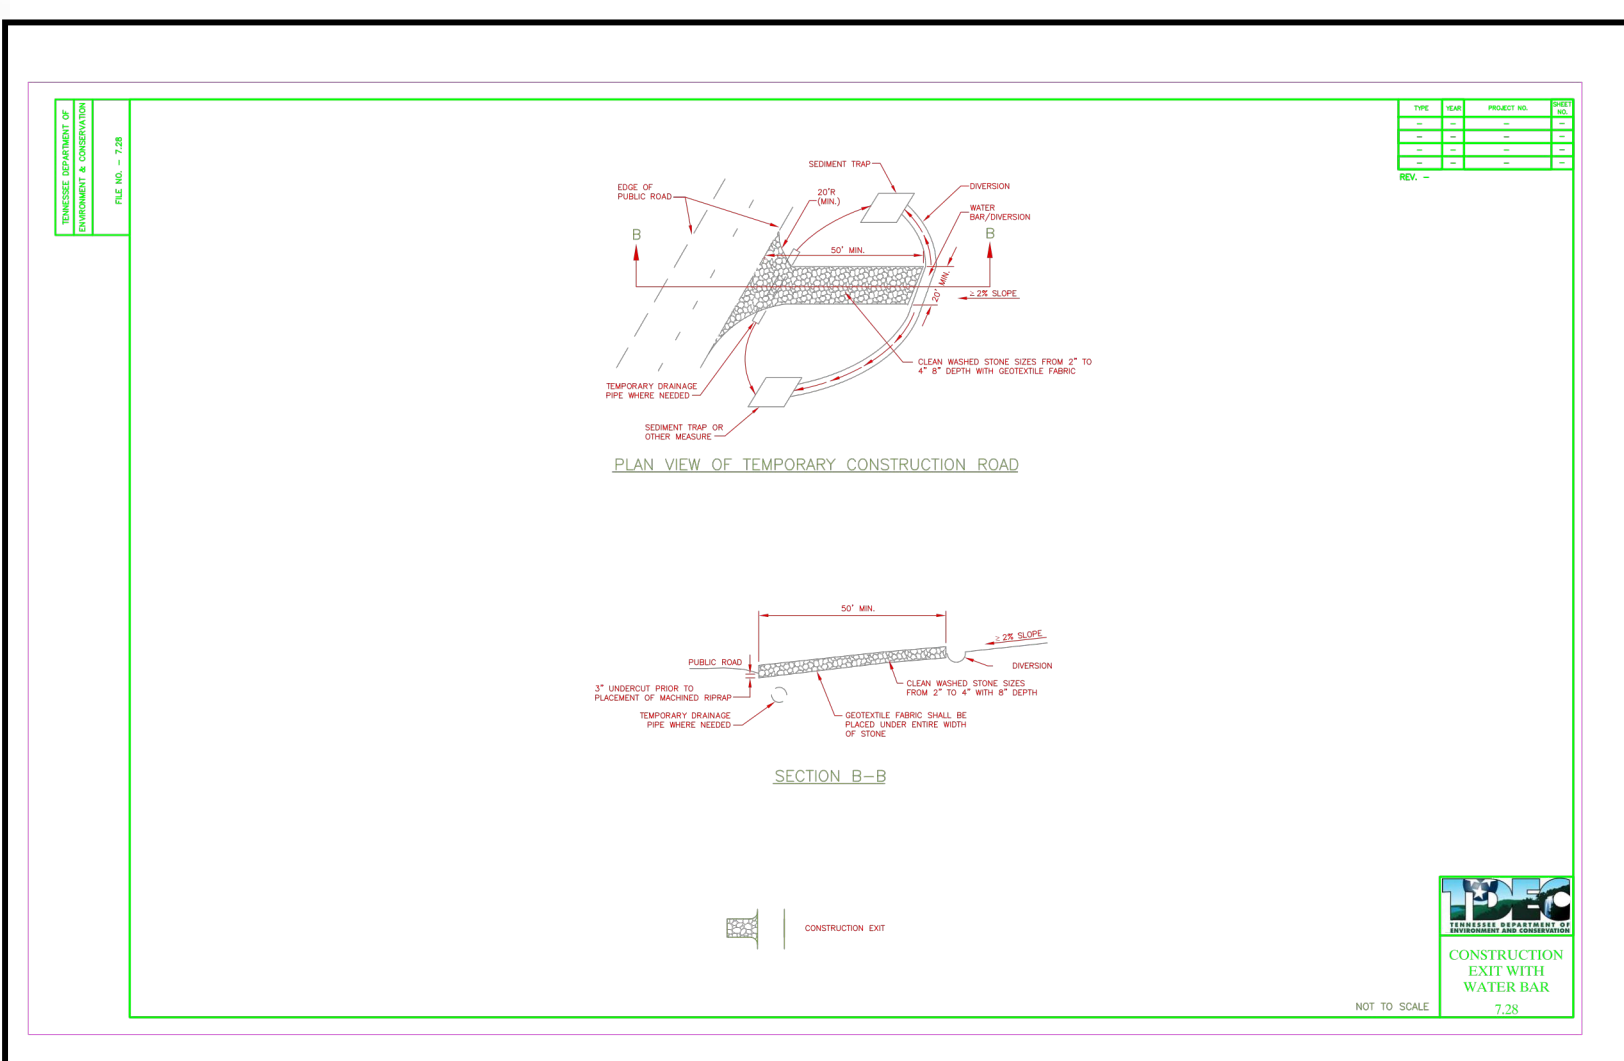 TENNESSEE DEPARTMENT OF
ENVIRONMENT & CONSERVATION
FILE NO. - 7.28
TYPE YEAR PROJECT NO. SHEET NO.
- - - -
- - - -
- - - -
- - - -
REV. -
SEDIMENT TRAP
EDGE OF
PUBLIC ROAD
20'R
(MIN.)
DIVERSION
WATER
BAR/DIVERSION
B
B
50' MIN.
20' MIN.
≥ 2% SLOPE
CLEAN WASHED STONE SIZES FROM 2" TO
4" 8" DEPTH WITH GEOTEXTILE FABRIC
TEMPORARY DRAINAGE
PIPE WHERE NEEDED
SEDIMENT TRAP OR
OTHER MEASURE
PLAN VIEW OF TEMPORARY CONSTRUCTION ROAD
50' MIN.
≥ 2% SLOPE
PUBLIC ROAD
DIVERSION
3" UNDERCUT PRIOR TO
PLACEMENT OF MACHINED RIPRAP
CLEAN WASHED STONE SIZES
FROM 2" TO 4" WITH 8" DEPTH
TEMPORARY DRAINAGE
PIPE WHERE NEEDED
GEOTEXTILE FABRIC SHALL BE
PLACED UNDER ENTIRE WIDTH
OF STONE
SECTION B-B
CONSTRUCTION EXIT
TDEC
TENNESSEE DEPARTMENT OF
ENVIRONMENT AND CONSERVATION
CONSTRUCTION
EXIT WITH
WATER BAR
7.28
NOT TO SCALE